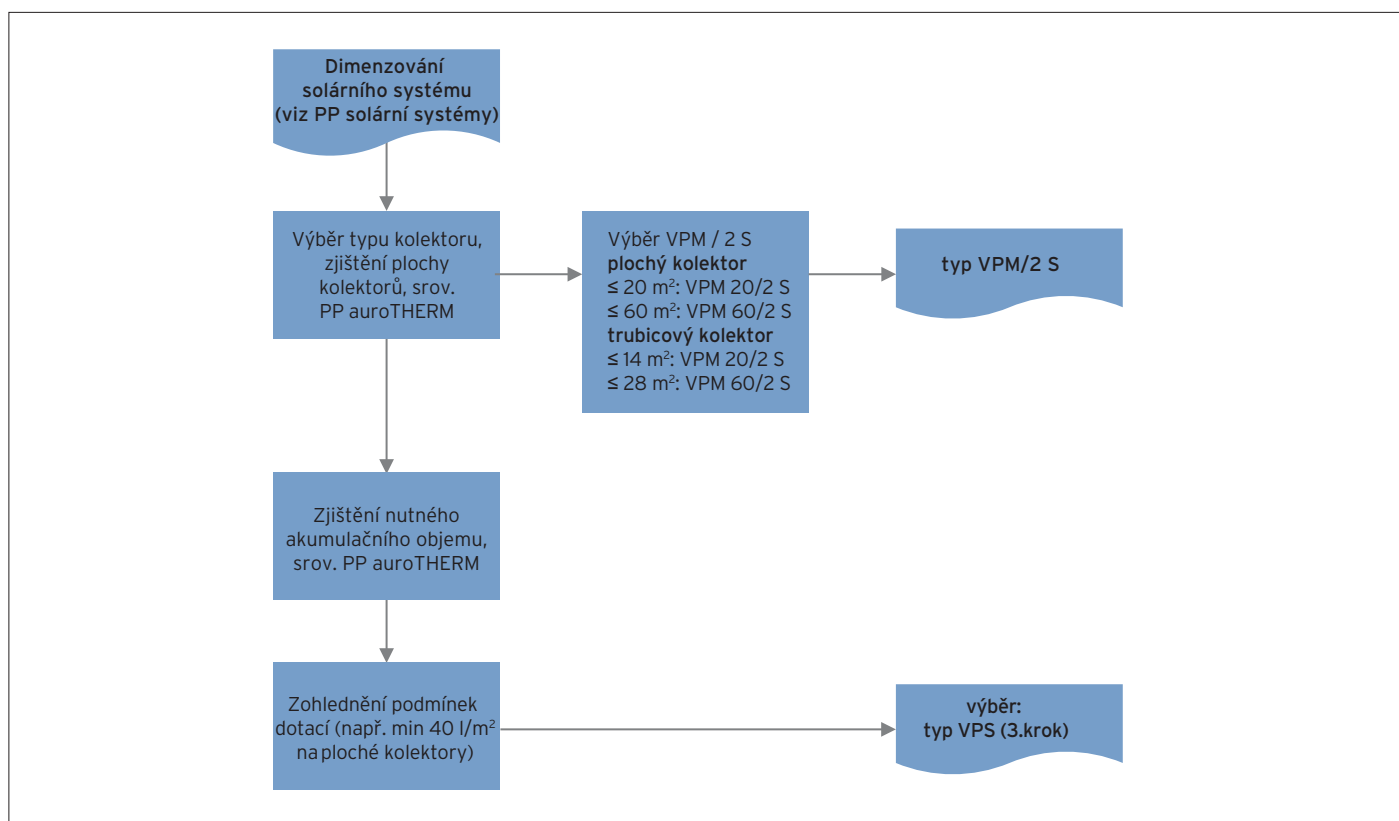 Dimenzování
solárního systému
(viz PP solární systémy)
Výběr typu kolektoru,
zjištění plochy
kolektorů, srov.
PP auroTHERM
Výběr VPM / 2 S
plochý kolektor
≤ 20 m²: VPM 20/2 S
≤ 60 m²: VPM 60/2 S
trubicový kolektor
≤ 14 m²: VPM 20/2 S
≤ 28 m²: VPM 60/2 S
typ VPM/2 S
Zjištění nutného
akumulačního objemu,
srov. PP auroTHERM
Zohlednění podmínek
dotací (např. min 40 l/m²
na ploché kolektory)
výběr:
typ VPS (3.krok)